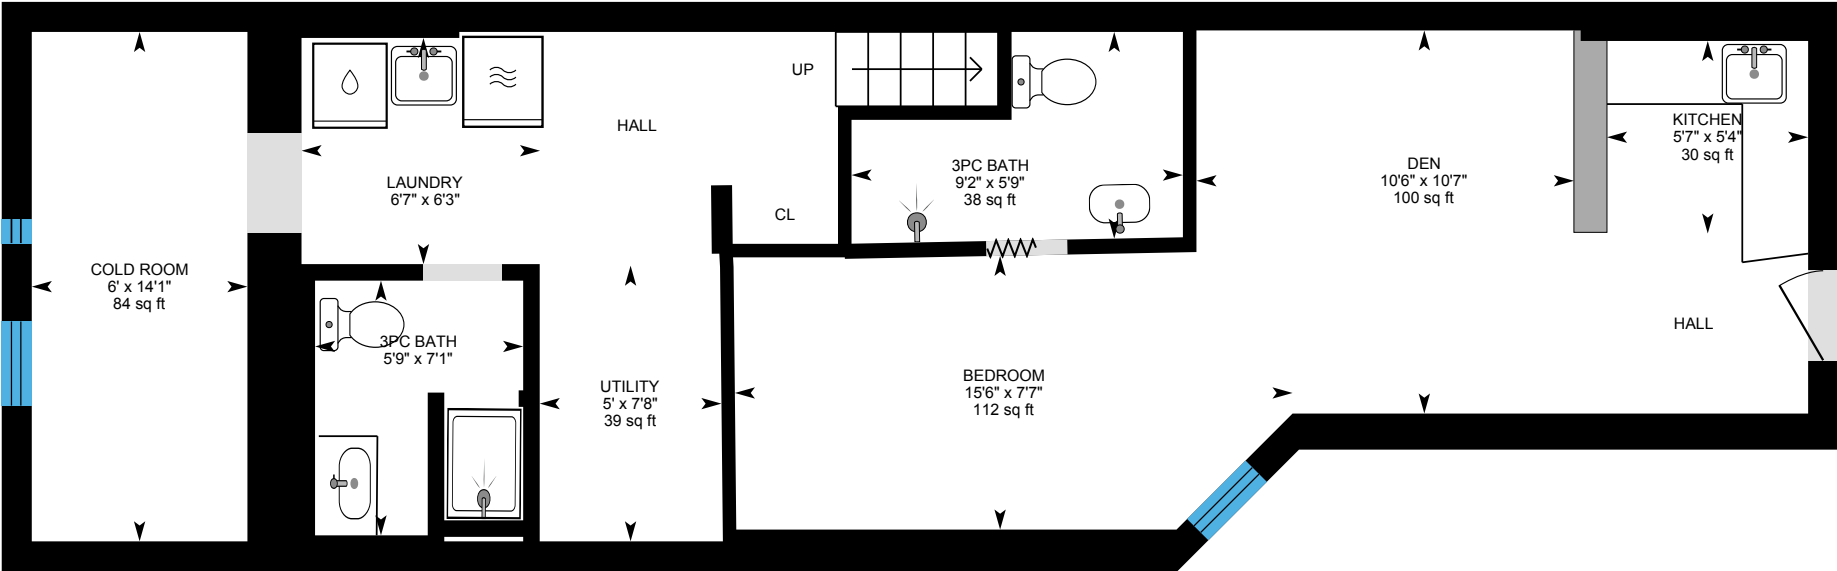 COLD ROOM
6' x 14'1"
84 sq ft
LAUNDRY
6'7" x 6'3"
HALL
UP
CL
3PC BATH
5'9" x 7'1"
UTILITY
5' x 7'8"
39 sq ft
3PC BATH
9'2" x 5'9"
38 sq ft
BEDROOM
15'6" x 7'7"
112 sq ft
DEN
10'6" x 10'7"
100 sq ft
KITCHEN
5'7" x 5'4"
30 sq ft
HALL